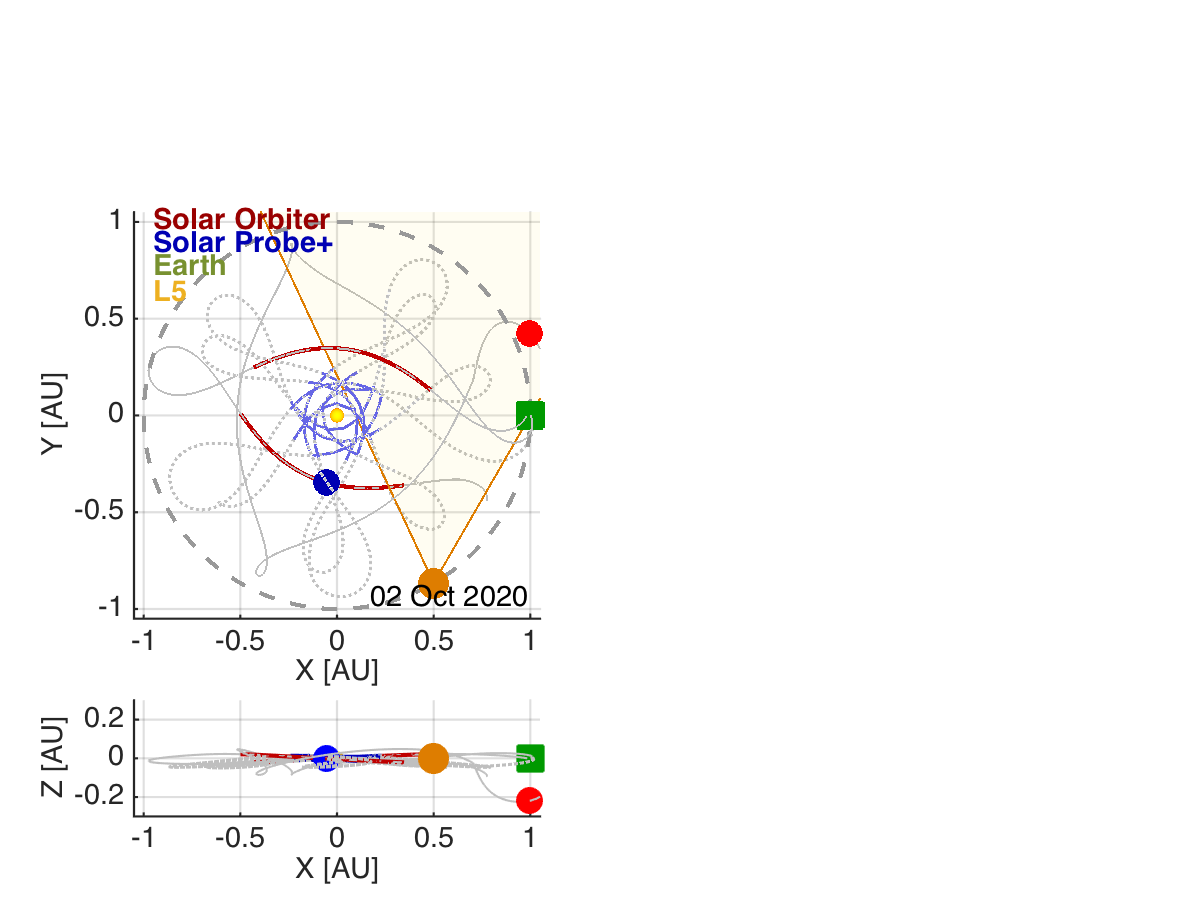 Solar Orbiter
Solar Probe+
Earth
L5
1
0.5
0
-0.5
-1
Y [AU]
02 Oct 2020
-1 -0.5 0 0.5 1
X [AU]
0.2
0
-0.2
Z [AU]
-1 -0.5 0 0.5 1
X [AU]